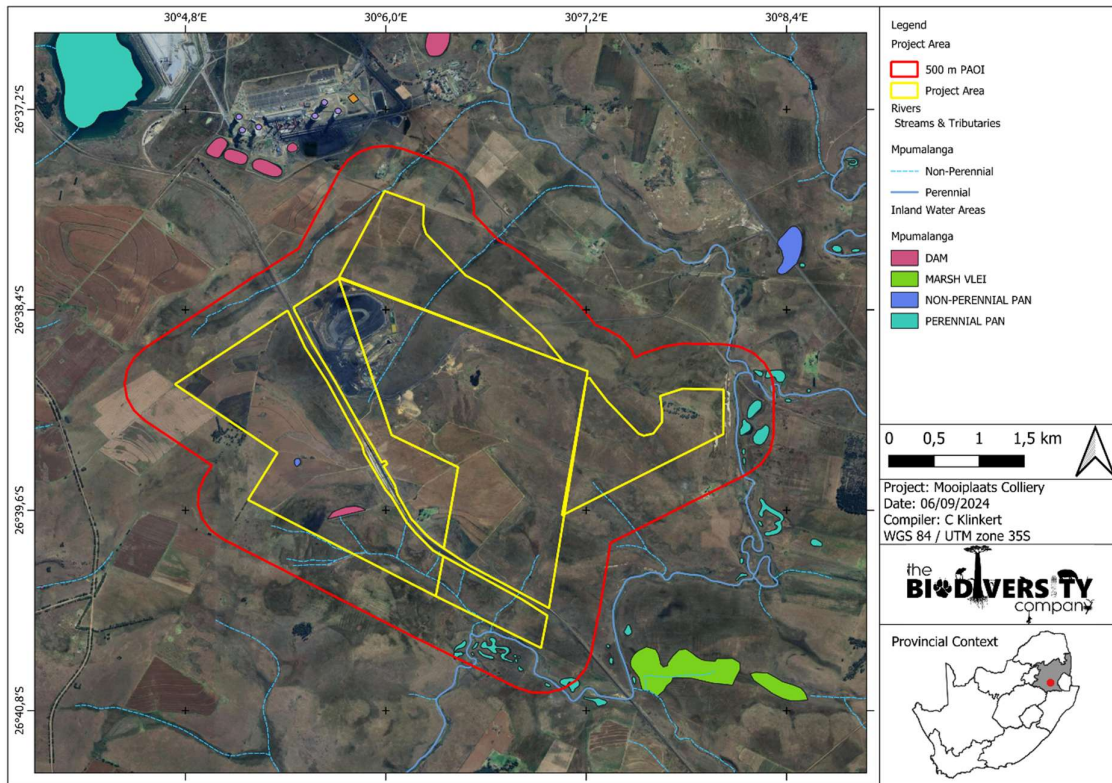 30°4,8'E
30°6,0'E
30°7,2'E
30°8,4'E
26°37,2'S
26°38,4'S
26°39,6'S
26°40,8'S
Legend
Project Area
500 m PAOI
Project Area
Rivers
Streams & Tributaries
Mpumalanga
Non-Perennial
Perennial
Inland Water Areas
Mpumalanga
DAM
MARSH VLEI
NON-PERENNIAL PAN
PERENNIAL PAN
0 0,5 1 1,5 km
Project: Mooiplaats Colliery
Date: 06/09/2024
Compiler: C Klinkert
WGS 84 / UTM zone 35S
the
BIODIVERSITY
company
Provincial Context